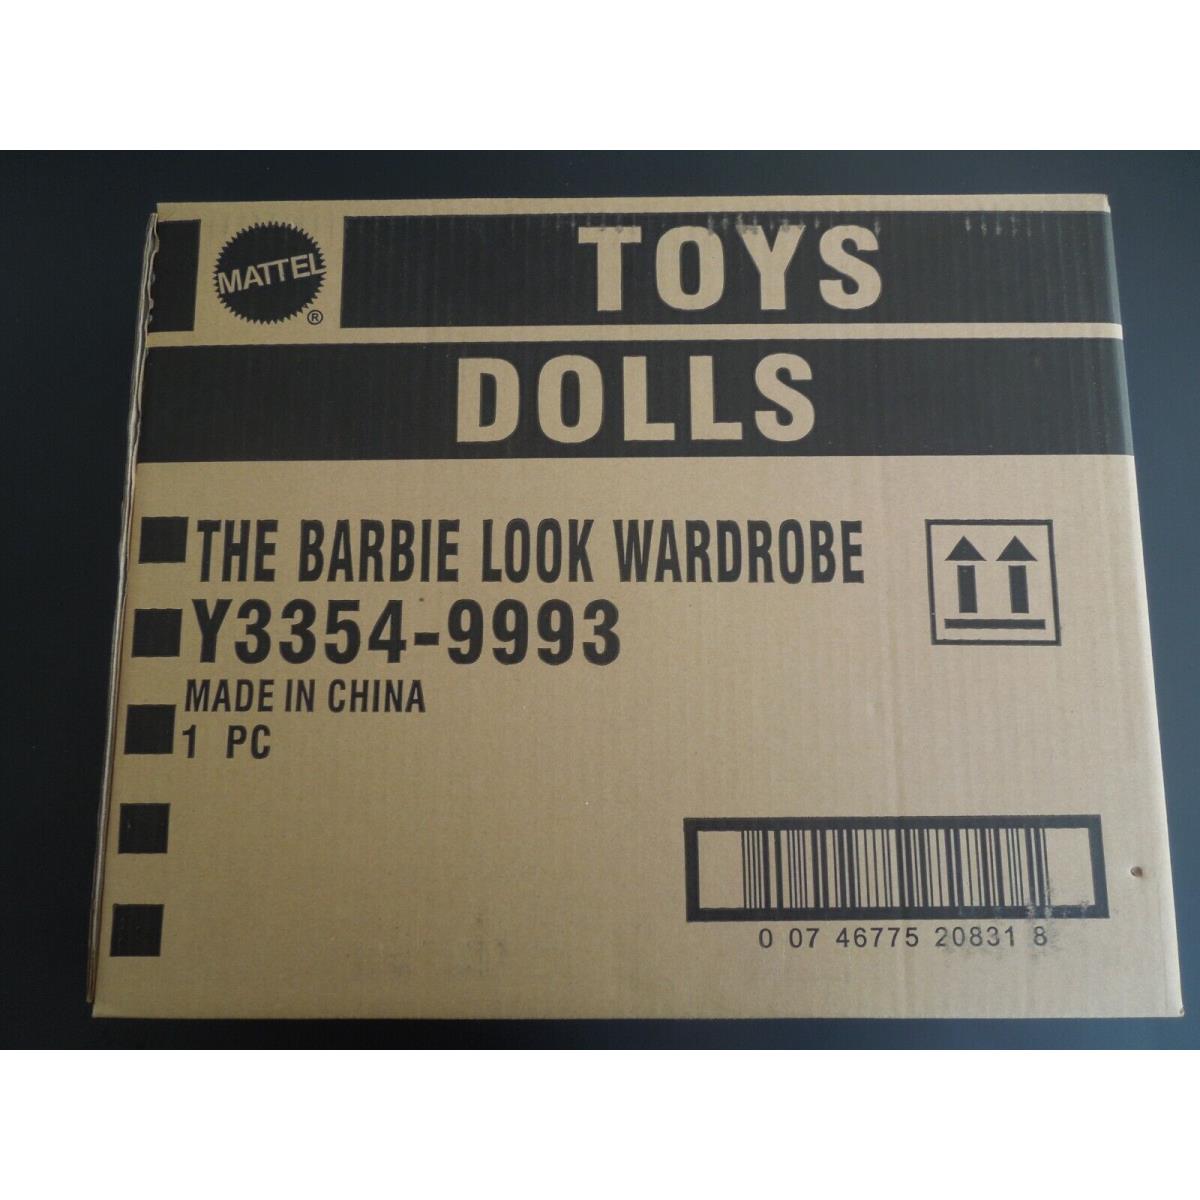 MATTEL
®
TOYS
DOLLS
THE BARBIE LOOK WARDROBE
Y3354-9993
MADE IN CHINA
1 PC
0 07 46775 20831 8